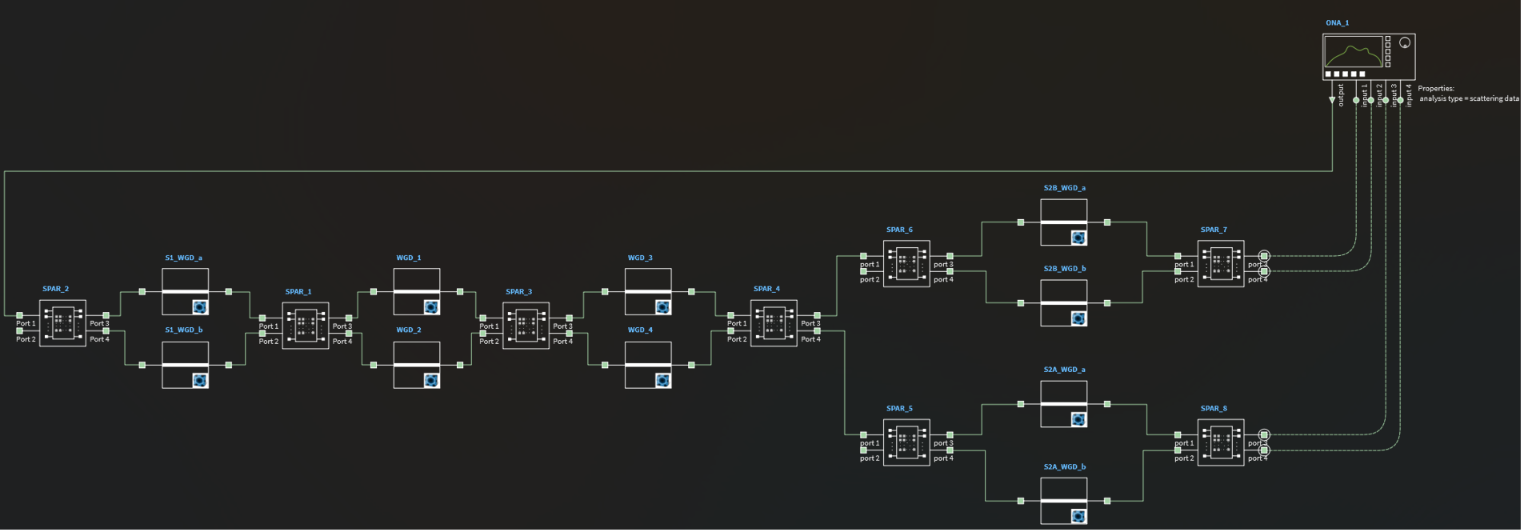 ONA_1
output
input 1
input 2
input 3
input 4
Properties:
analysis type = scattering data
S2B_WGD_a
SPAR_6
port 1
port 2
port 3
port 4
S2B_WGD_b
SPAR_7
port 1
port 2
port 4
SPAR_2
Port 1
Port 2
Port 3
Port 4
S1_WGD_a
S1_WGD_b
SPAR_1
Port 1
Port 2
Port 3
Port 4
WGD_1
WGD_2
SPAR_3
Port 1
Port 2
Port 3
Port 4
WGD_3
WGD_4
SPAR_4
Port 1
Port 2
Port 3
Port 4
S2A_WGD_a
SPAR_5
port 1
port 2
port 3
port 4
S2A_WGD_b
SPAR_8
port 1
port 2
port 4